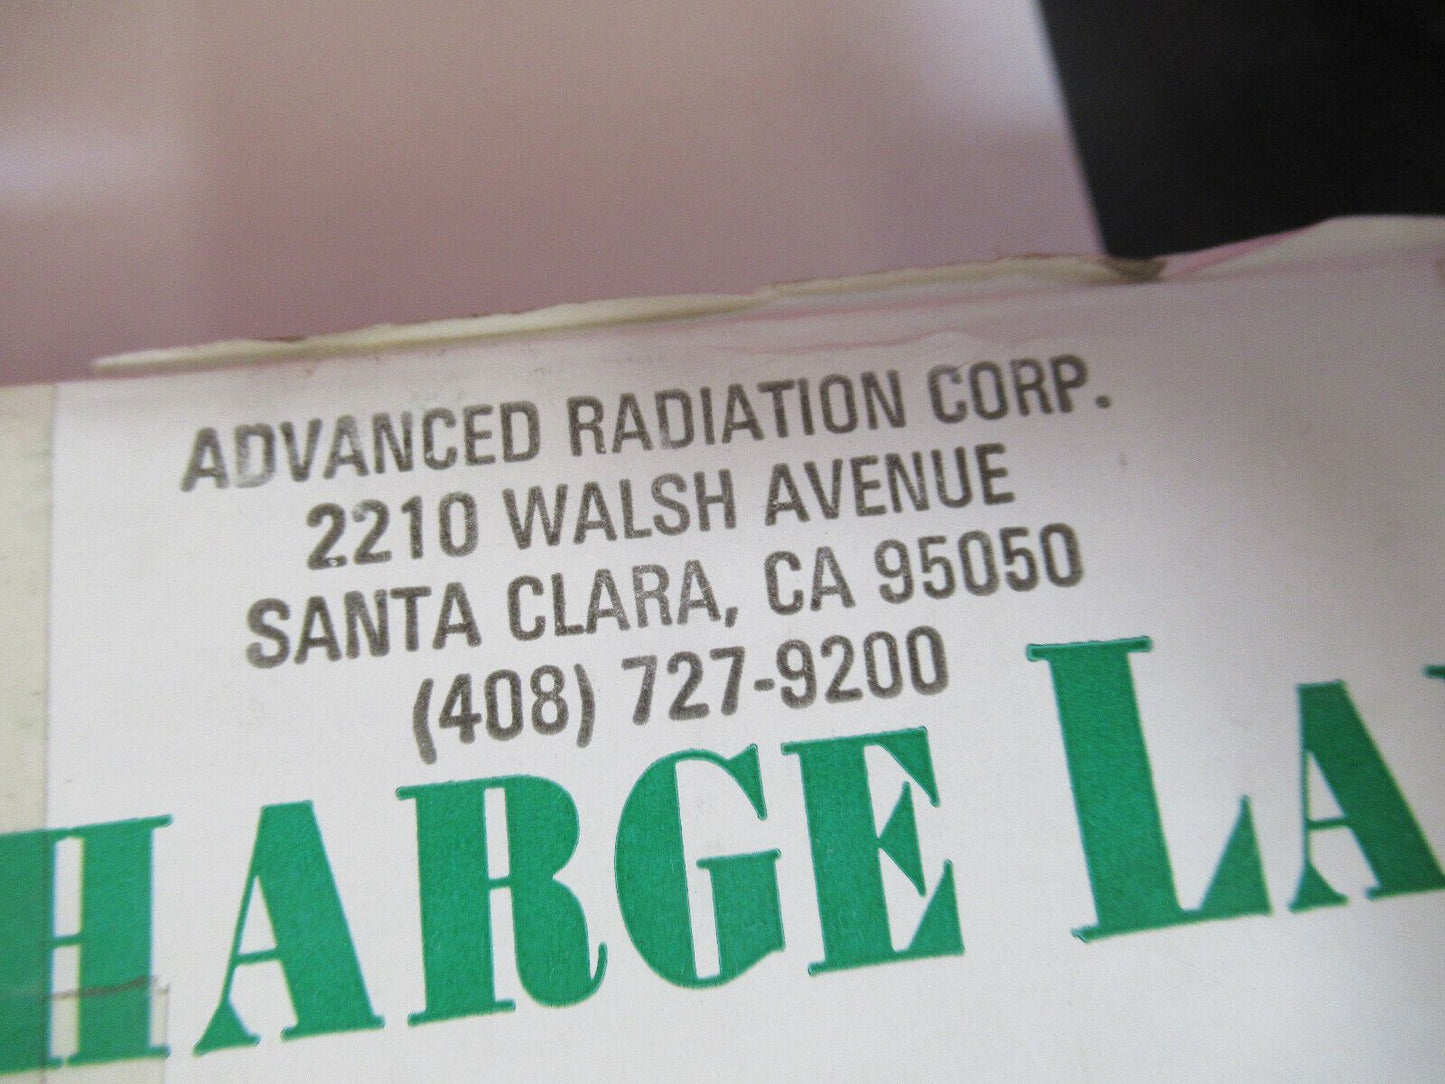 ADVANCED RADIATION CORP.
2210 WALSH AVENUE
SANTA CLARA, CA 95050
(408) 727-9200
HARGE LA